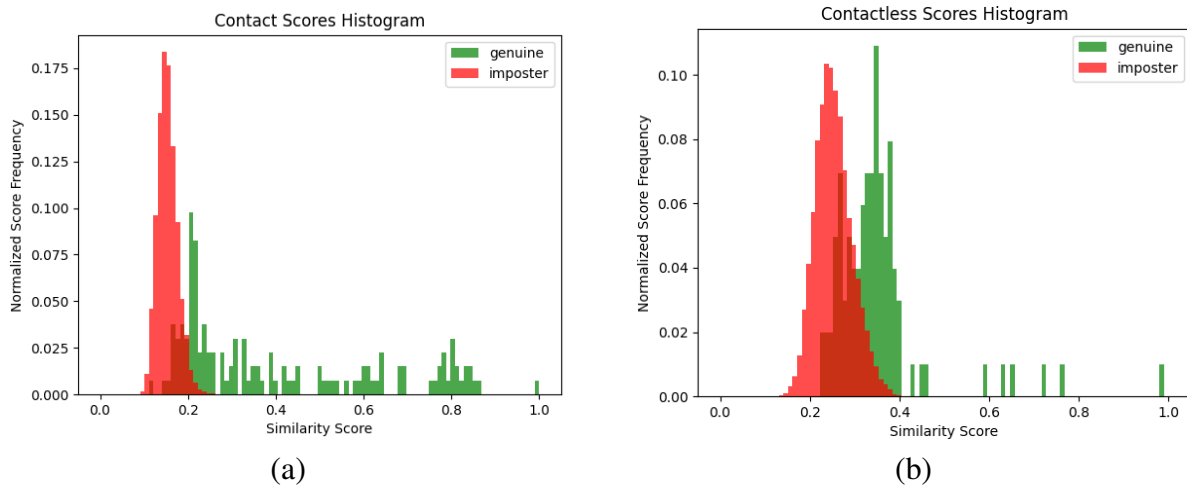 Contact Scores Histogram
genuine
imposter
Normalized Score Frequency
0.175
0.150
0.125
0.100
0.075
0.050
0.025
0.000
0.0 0.2 0.4 0.6 0.8 1.0
Similarity Score
(a)
Contactless Scores Histogram
genuine
imposter
Normalized Score Frequency
0.10
0.08
0.06
0.04
0.02
0.00
0.0 0.2 0.4 0.6 0.8 1.0
Similarity Score
(b)